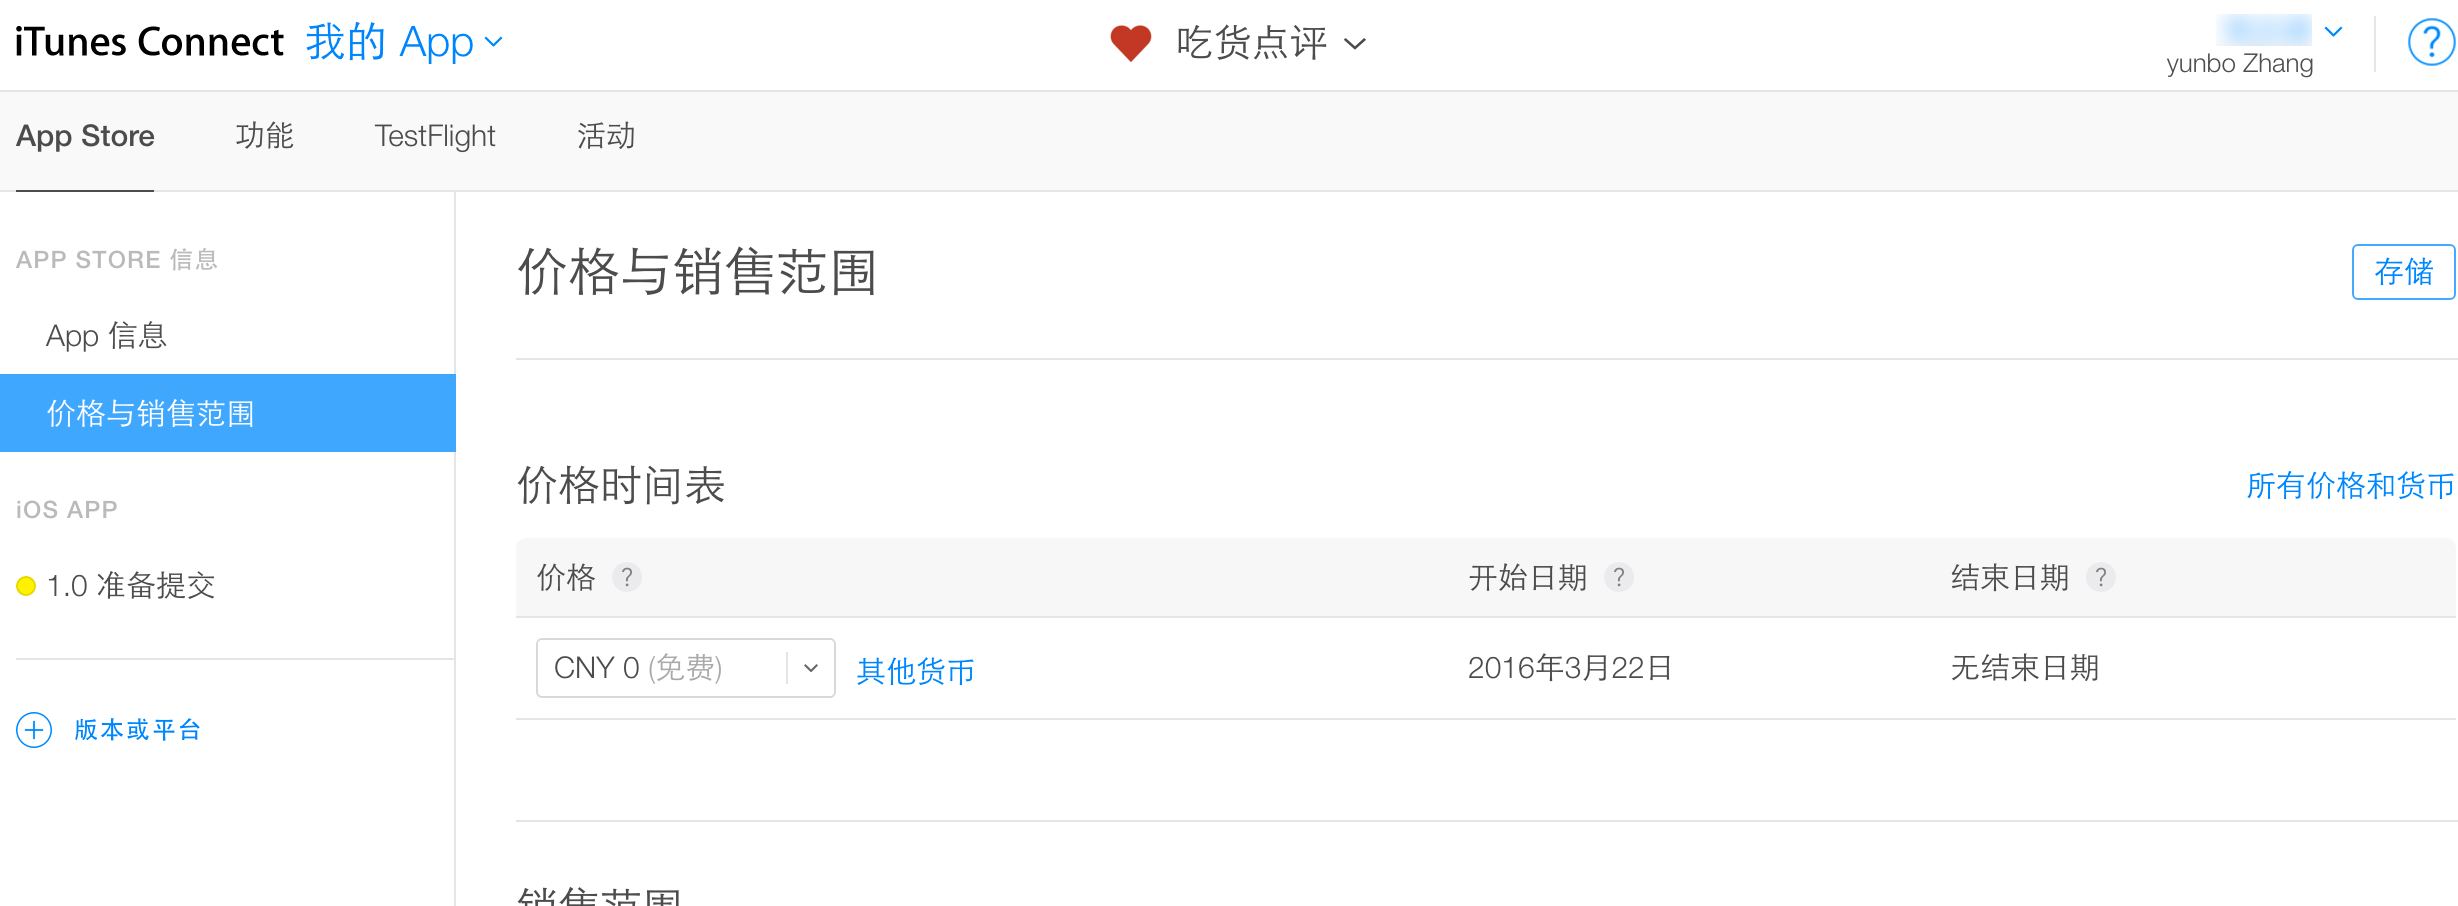 iTunes Connect 我的 App 吃货点评
yunbo Zhang
?
App Store 功能 TestFlight 活动
APP STORE 信息
App 信息
价格与销售范围
iOS APP
1.0 准备提交
版本或平台
价格与销售范围 存储
价格时间表 所有价格和货币
价格 ? 开始日期 ? 结束日期 ?
CNY 0 (免费) 其他货币 2016年3月22日 无结束日期
销售范围